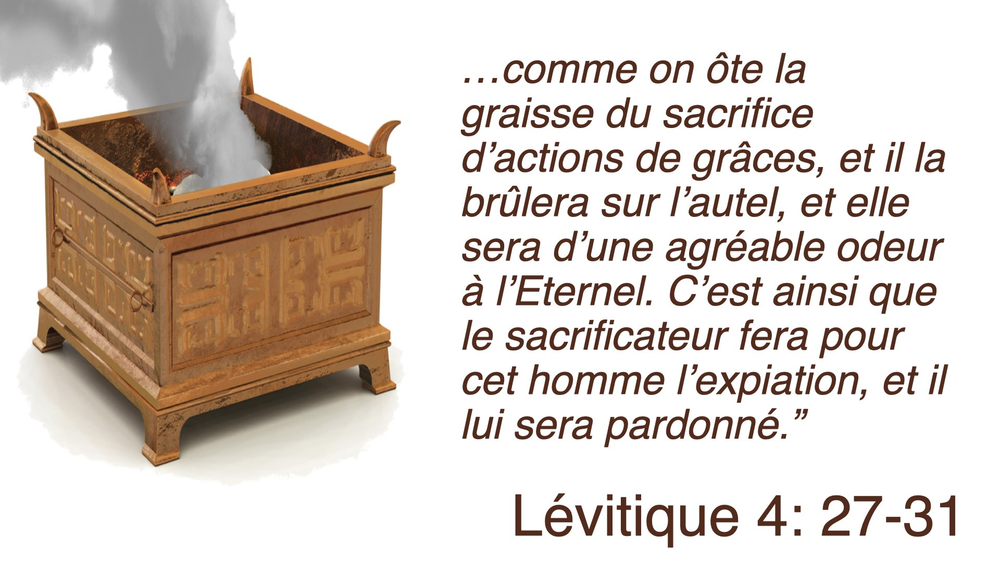 …comme on ôte la
graisse du sacrifice
d’actions de grâces, et il la
brûlera sur l’autel, et elle
sera d’une agréable odeur
à l’Eternel. C’est ainsi que
le sacrificateur fera pour
cet homme l’expiation, et il
lui sera pardonné.”
Lévitique 4: 27-31